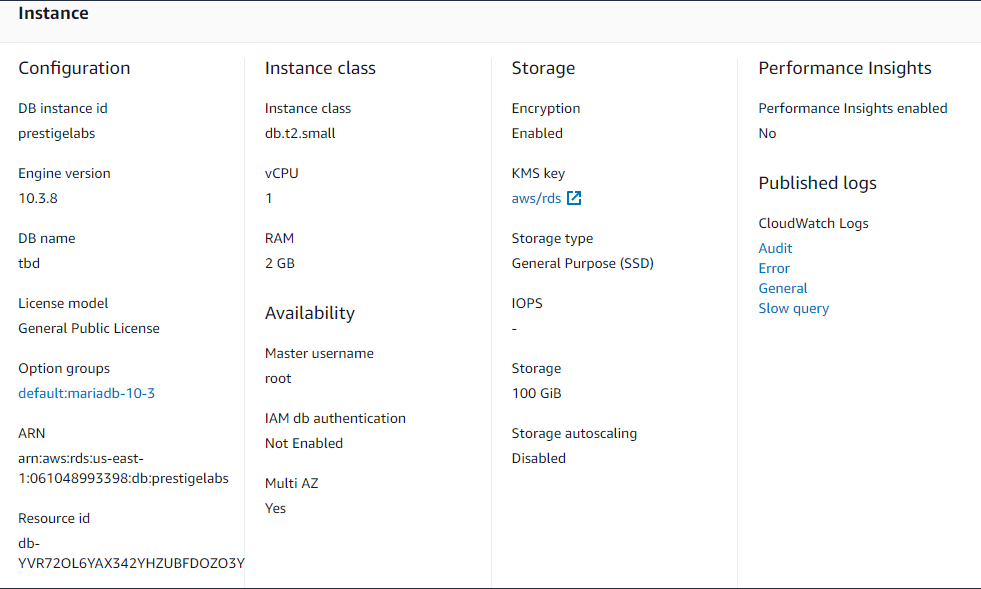 Instance
Configuration
DB instance id
prestigelabs
Engine version
10.3.8
DB name
tbd
License model
General Public License
Option groups
default:mariadb-10-3
ARN
arn:aws:rds:us-east-
1:061048993398:db:prestigelabs
Resource id
db-
YVR72OL6YAX342YHZUBFDOZO3Y
Instance class
Instance class
db.t2.small
vCPU
1
RAM
2 GB
Availability
Master username
root
IAM db authentication
Not Enabled
Multi AZ
Yes
Storage
Encryption
Enabled
KMS key
aws/rds
Storage type
General Purpose (SSD)
IOPS
-
Storage
100 GiB
Storage autoscaling
Disabled
Performance Insights
Performance Insights enabled
No
Published logs
CloudWatch Logs
Audit
Error
General
Slow query